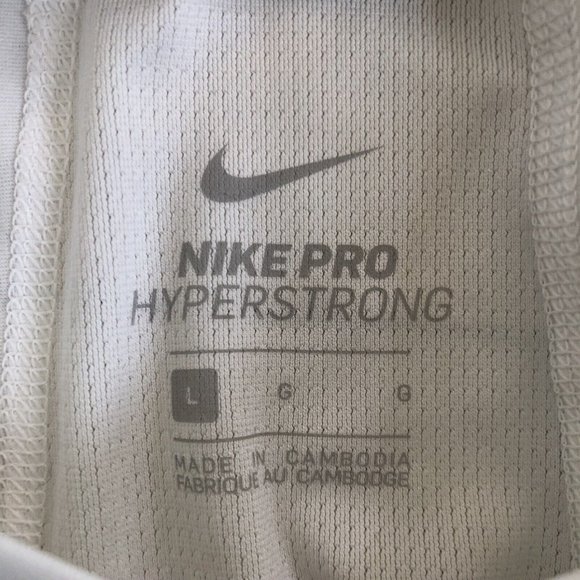 NIKE PRO
HYPERSTRONG
L G G
MADE IN CAMBODIA
FABRIQUE AU CAMBODGE